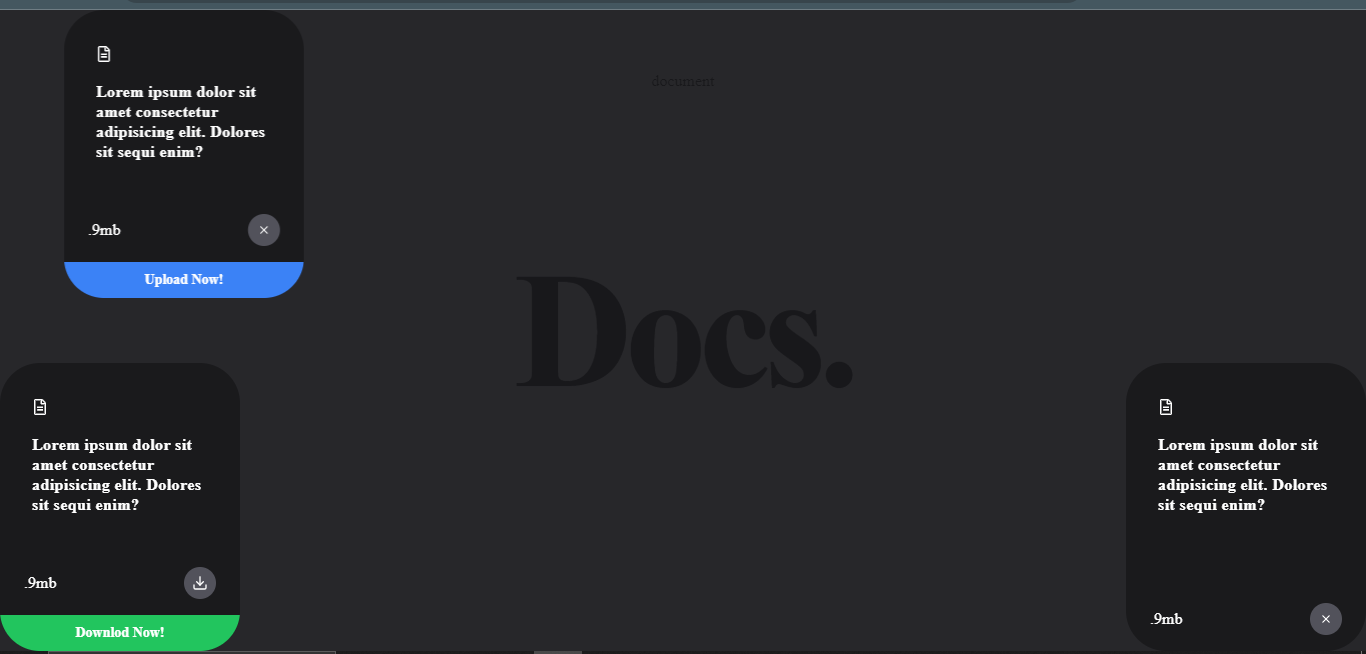 document
Lorem ipsum dolor sit
amet consectetur
adipisicing elit. Dolores
sit sequi enim?
.9mb
Upload Now!
Docs.
Lorem ipsum dolor sit
amet consectetur
adipisicing elit. Dolores
sit sequi enim?
.9mb
Downlod Now!
Lorem ipsum dolor sit
amet consectetur
adipisicing elit. Dolores
sit sequi enim?
.9mb